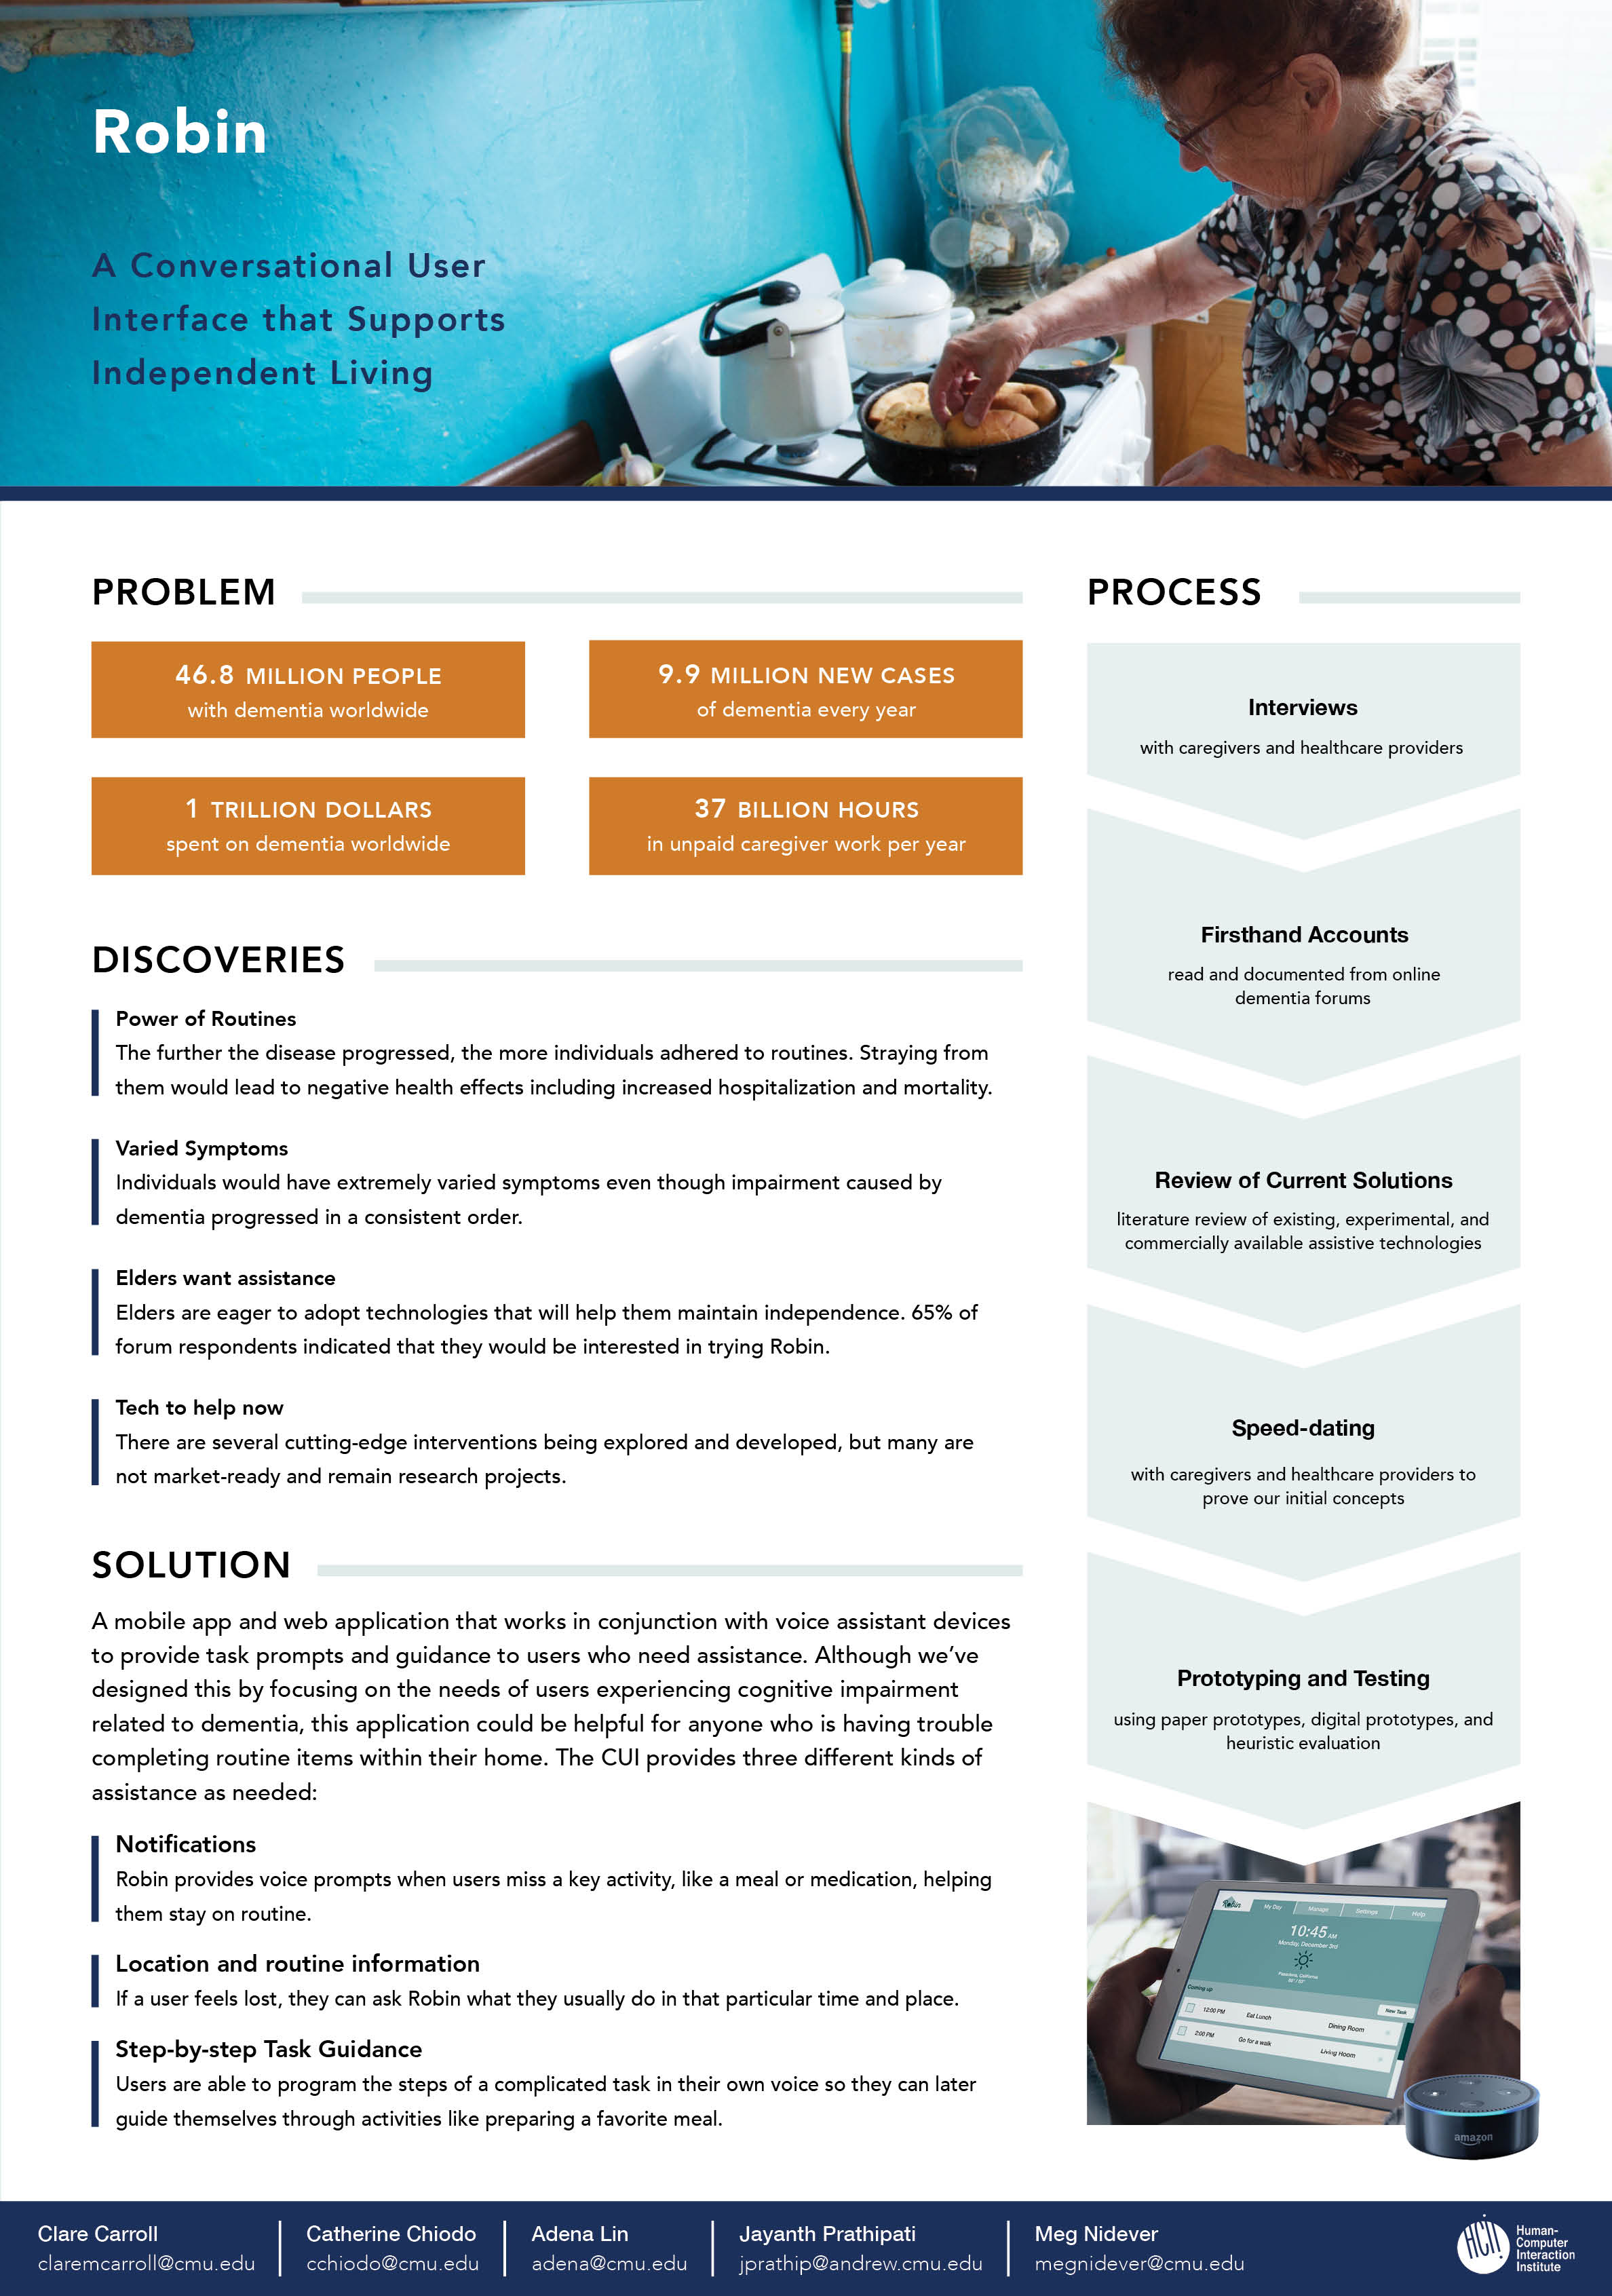 Robin
A Conversational User
Interface that Supports
Independent Living
PROBLEM
46.8 MILLION PEOPLE
with dementia worldwide
9.9 MILLION NEW CASES
of dementia every year
1 TRILLION DOLLARS
spent on dementia worldwide
37 BILLION HOURS
in unpaid caregiver work per year
DISCOVERIES
Power of Routines
The further the disease progressed, the more individuals adhered to routines. Straying from
them would lead to negative health effects including increased hospitalization and mortality.
Varied Symptoms
Individuals would have extremely varied symptoms even though impairment caused by
dementia progressed in a consistent order.
Elders want assistance
Elders are eager to adopt technologies that will help them maintain independence. 65% of
forum respondents indicated that they would be interested in trying Robin.
Tech to help now
There are several cutting-edge interventions being explored and developed, but many are
not market-ready and remain research projects.
SOLUTION
A mobile app and web application that works in conjunction with voice assistant devices
to provide task prompts and guidance to users who need assistance. Although we've
designed this by focusing on the needs of users experiencing cognitive impairment
related to dementia, this application could be helpful for anyone who is having trouble
completing routine items within their home. The CUI provides three different kinds of
assistance as needed:
Notifications
Robin provides voice prompts when users miss a key activity, like a meal or medication, helping
them stay on routine.
Location and routine information
If a user feels lost, they can ask Robin what they usually do in that particular time and place.
Step-by-step Task Guidance
Users are able to program the steps of a complicated task in their own voice so they can later
guide themselves through activities like preparing a favorite meal.
PROCESS
Interviews
with caregivers and healthcare providers
Firsthand Accounts
read and documented from online
dementia forums
Review of Current Solutions
literature review of existing, experimental, and
commercially available assistive technologies
Speed-dating
with caregivers and healthcare providers to
prove our initial concepts
Prototyping and Testing
using paper prototypes, digital prototypes, and
heuristic evaluation
Robin My Day Manage Settings Help
10:45 AM
Monday, December 3rd
Coming up
New Task
12:00 PM Eat Lunch Dining Room
2:00 PM Go for a walk Living Room
amazon
Clare Carroll
claremcarroll@cmu.edu
Catherine Chiodo
cchiodo@cmu.edu
Adena Lin
adena@cmu.edu
Jayanth Prathipati
jprathip@andrew.cmu.edu
Meg Nidever
megnidever@cmu.edu
HCII
Human-
Computer
Interaction
Institute